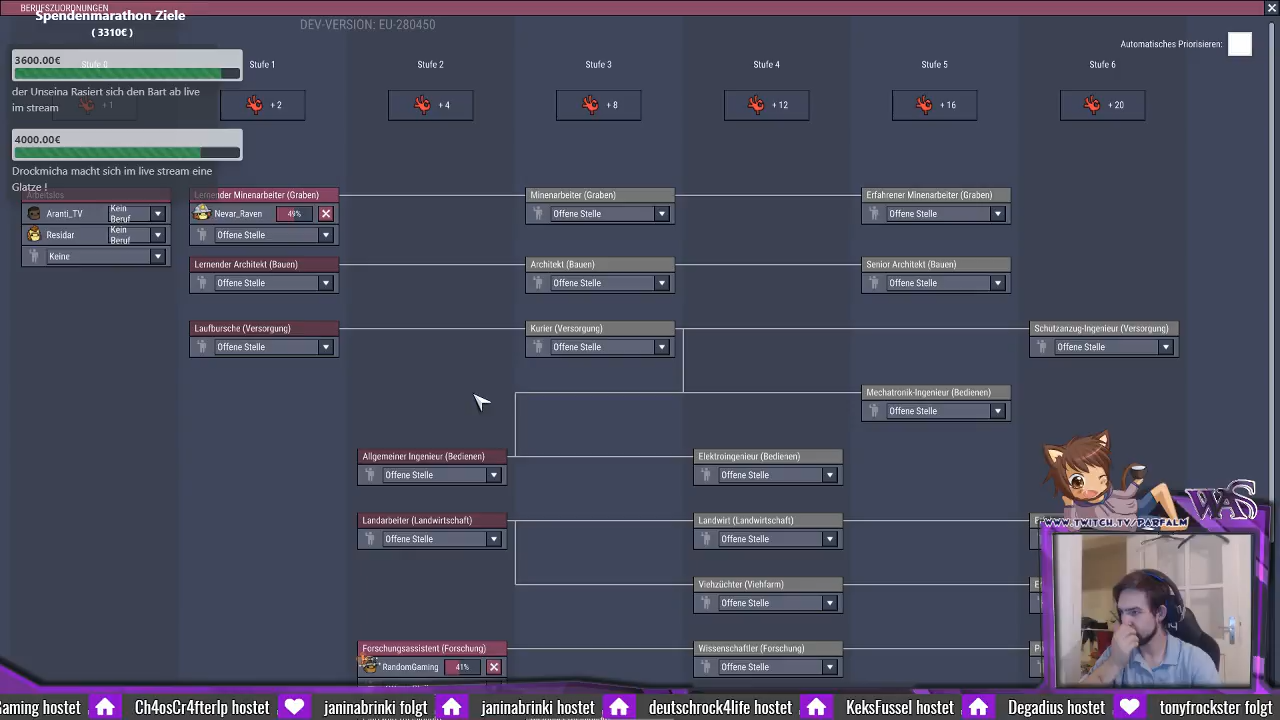 BERUFSZUORDNUNGEN
Spendenmarathon Ziele
( 3310€ )
DEV-VERSION: EU-280450
Automatisches Priorisieren:
3600.00€
der Unseina Rasiert sich den Bart ab live
im stream
4000.00€
Drockmicha macht sich im live stream eine
Glatze !
Stufe 0
Stufe 1
Stufe 2
Stufe 3
Stufe 4
Stufe 5
Stufe 6
+ 1
+ 2
+ 4
+ 8
+ 12
+ 16
+ 20
Arbeitslos
Aranti_TV
Kein
Beruf
Residar
Kein
Beruf
Keine
Lernender Minenarbeiter (Graben)
Nevar_Raven
49%
Offene Stelle
Minenarbeiter (Graben)
Offene Stelle
Erfahrener Minenarbeiter (Graben)
Offene Stelle
Lernender Architekt (Bauen)
Offene Stelle
Architekt (Bauen)
Offene Stelle
Senior Architekt (Bauen)
Offene Stelle
Laufbursche (Versorgung)
Offene Stelle
Kurier (Versorgung)
Offene Stelle
Schutzanzug-Ingenieur (Versorgung)
Offene Stelle
Mechatronik-Ingenieur (Bedienen)
Offene Stelle
Allgemeiner Ingenieur (Bedienen)
Offene Stelle
Elektroingenieur (Bedienen)
Offene Stelle
Landarbeiter (Landwirtschaft)
Offene Stelle
Landwirt (Landwirtschaft)
Offene Stelle
Viehzüchter (Viehfarm)
Offene Stelle
Forschungsassistent (Forschung)
RandomGaming
41%
Wissenschaftler (Forschung)
Offene Stelle
WAS
WWW.TWITCH.TV/PARFALM
Gaming hostet
Ch4osCr4fterlp hostet
janinabrinki folgt
janinabrinki hostet
deutschrock4life hostet
KeksFussel hostet
Degadius hostet
tonyfrockster folgt